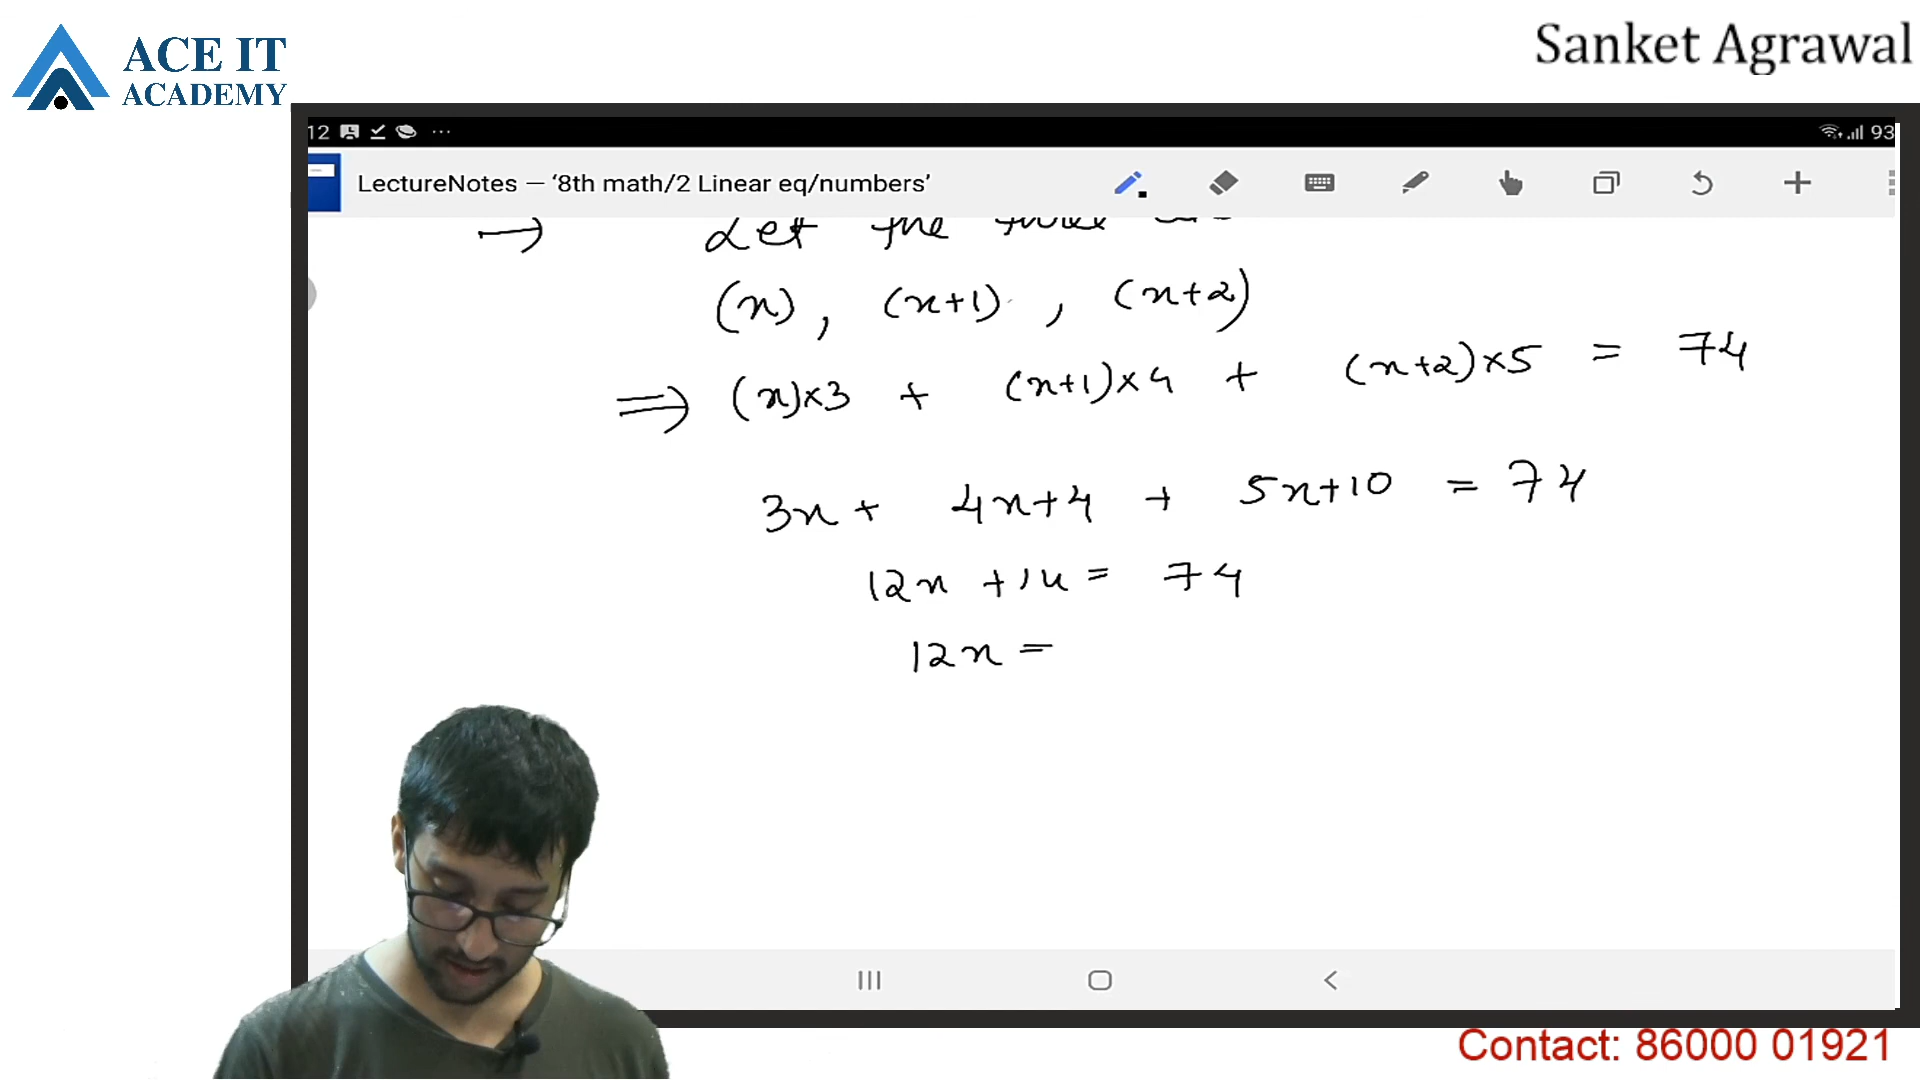 ACE IT
ACADEMY
Sanket Agrawal
12 ...
93
LectureNotes — ‘8th math/2 Linear eq/numbers’
→ Let the three
(x), (x+1), (x+2)
⇒ (x)×3 + (x+1)×4 + (x+2)×5 = 74
3x + 4x+4 + 5x+10 = 74
12x +14 = 74
12x =
Contact: 86000 01921